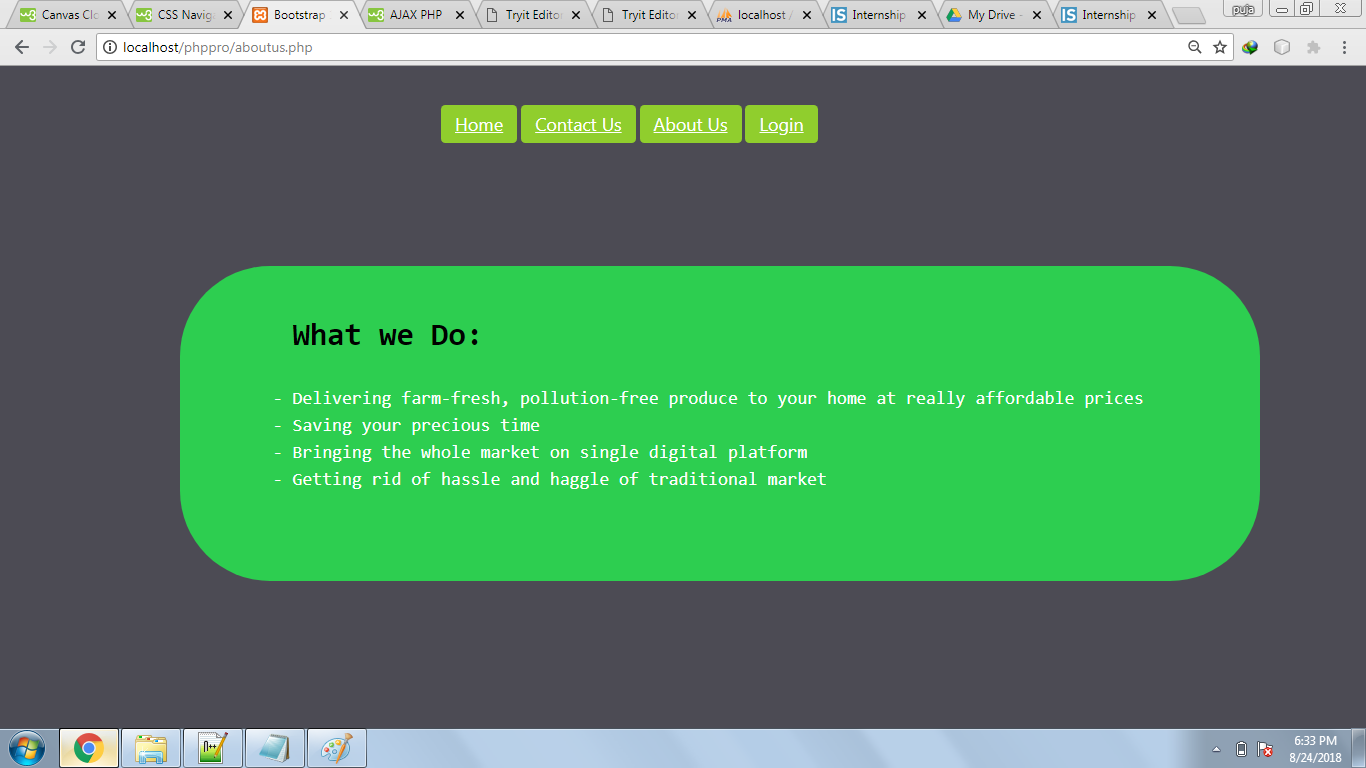 Canvas Clo
CSS Naviga
Bootstrap
AJAX PHP
Tryit Edito
Tryit Edito
localhost /
Internship
My Drive -
Internship
puja
localhost/phppro/aboutus.php
Home
Contact Us
About Us
Login
What we Do:
- Delivering farm-fresh, pollution-free produce to your home at really affordable prices
- Saving your precious time
- Bringing the whole market on single digital platform
- Getting rid of hassle and haggle of traditional market
6:33 PM
8/24/2018